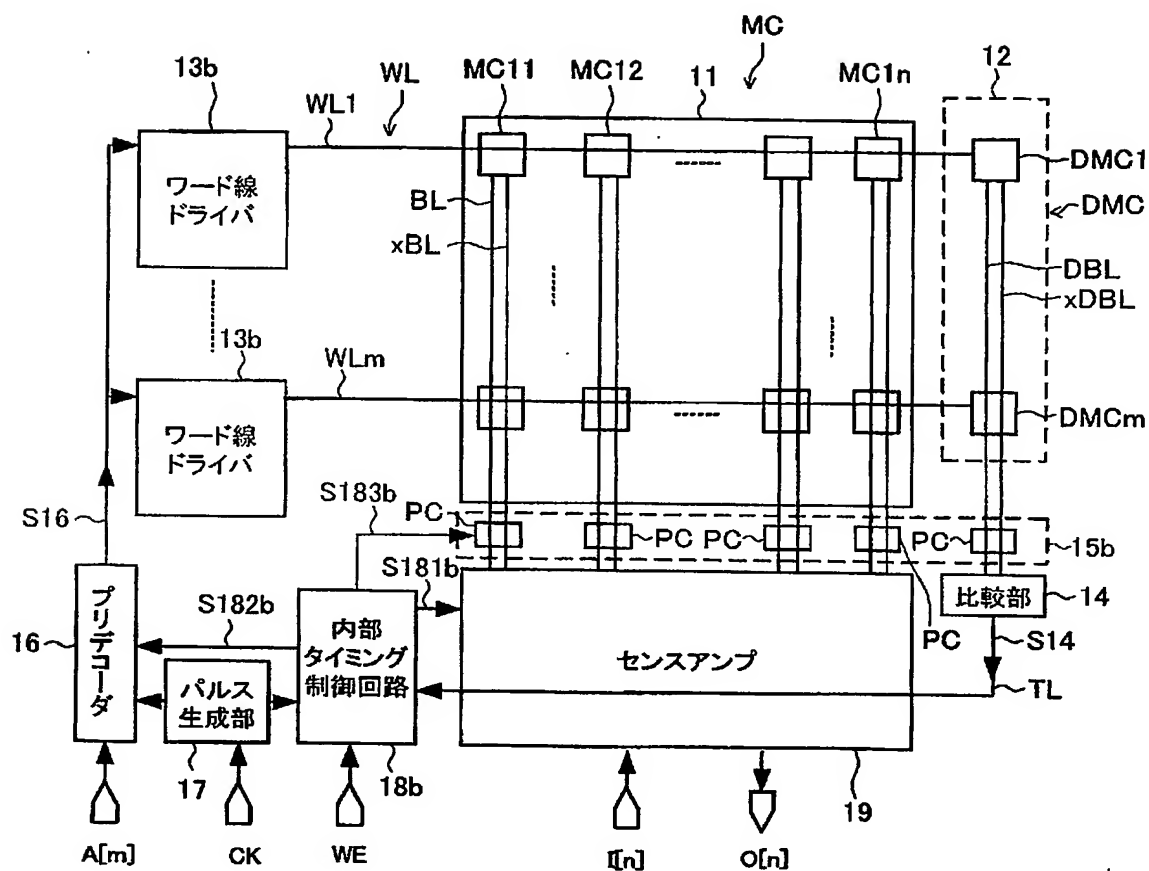 MC
13b
WL
MC11
MC12
11
MC1n
12
WL1
ワード線
ドライバ
DMC1
DMC
BL
xBL
DBL
xDBL
13b
WLm
ワード線
ドライバ
DMCm
S16
S183b
PC
PC
PC
PC
15b
S181b
S182b
比較部
14
プリデコーダ
16
内部
タイミング
制御回路
センスアンプ
PC
S14
TL
パルス
生成部
17
18b
19
A[m]
CK
WE
I[n]
O[n]